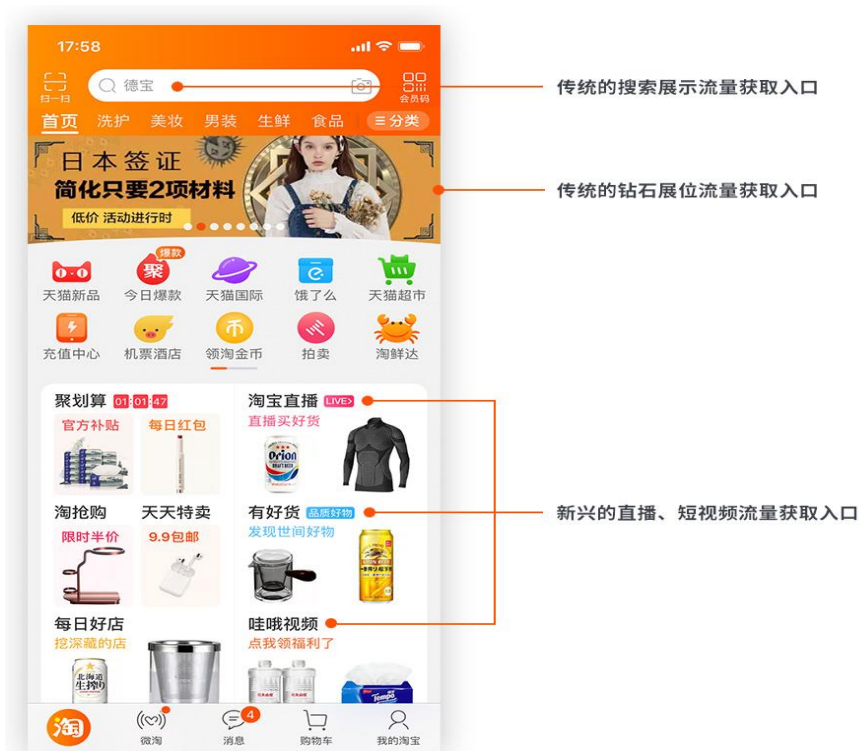 17:58
扫一扫
德宝
会员码
传统的搜索展示流量获取入口
首页 洗护 美妆 男装 生鲜 食品 分类
日本签证
简化只要2项材料
低价 活动进行时
传统的钻石展位流量获取入口
爆款
聚
天猫新品 今日爆款 天猫国际 饿了么 天猫超市
充值中心 机票酒店 领淘金币 拍卖 淘鲜达
聚划算 01:01:47 淘宝直播 LIVE
官方补贴 每日红包 直播买好货
Orion
DRAFT BEER
淘抢购 天天特卖 有好货 品质好物
新兴的直播、短视频流量获取入口
限时半价 9.9包邮 发现世间好物
每日好店 哇哦视频
挖深藏的店 点我领福利了
北海道
生搾り
Tempo
淘
4
微淘 消息 购物车 我的淘宝